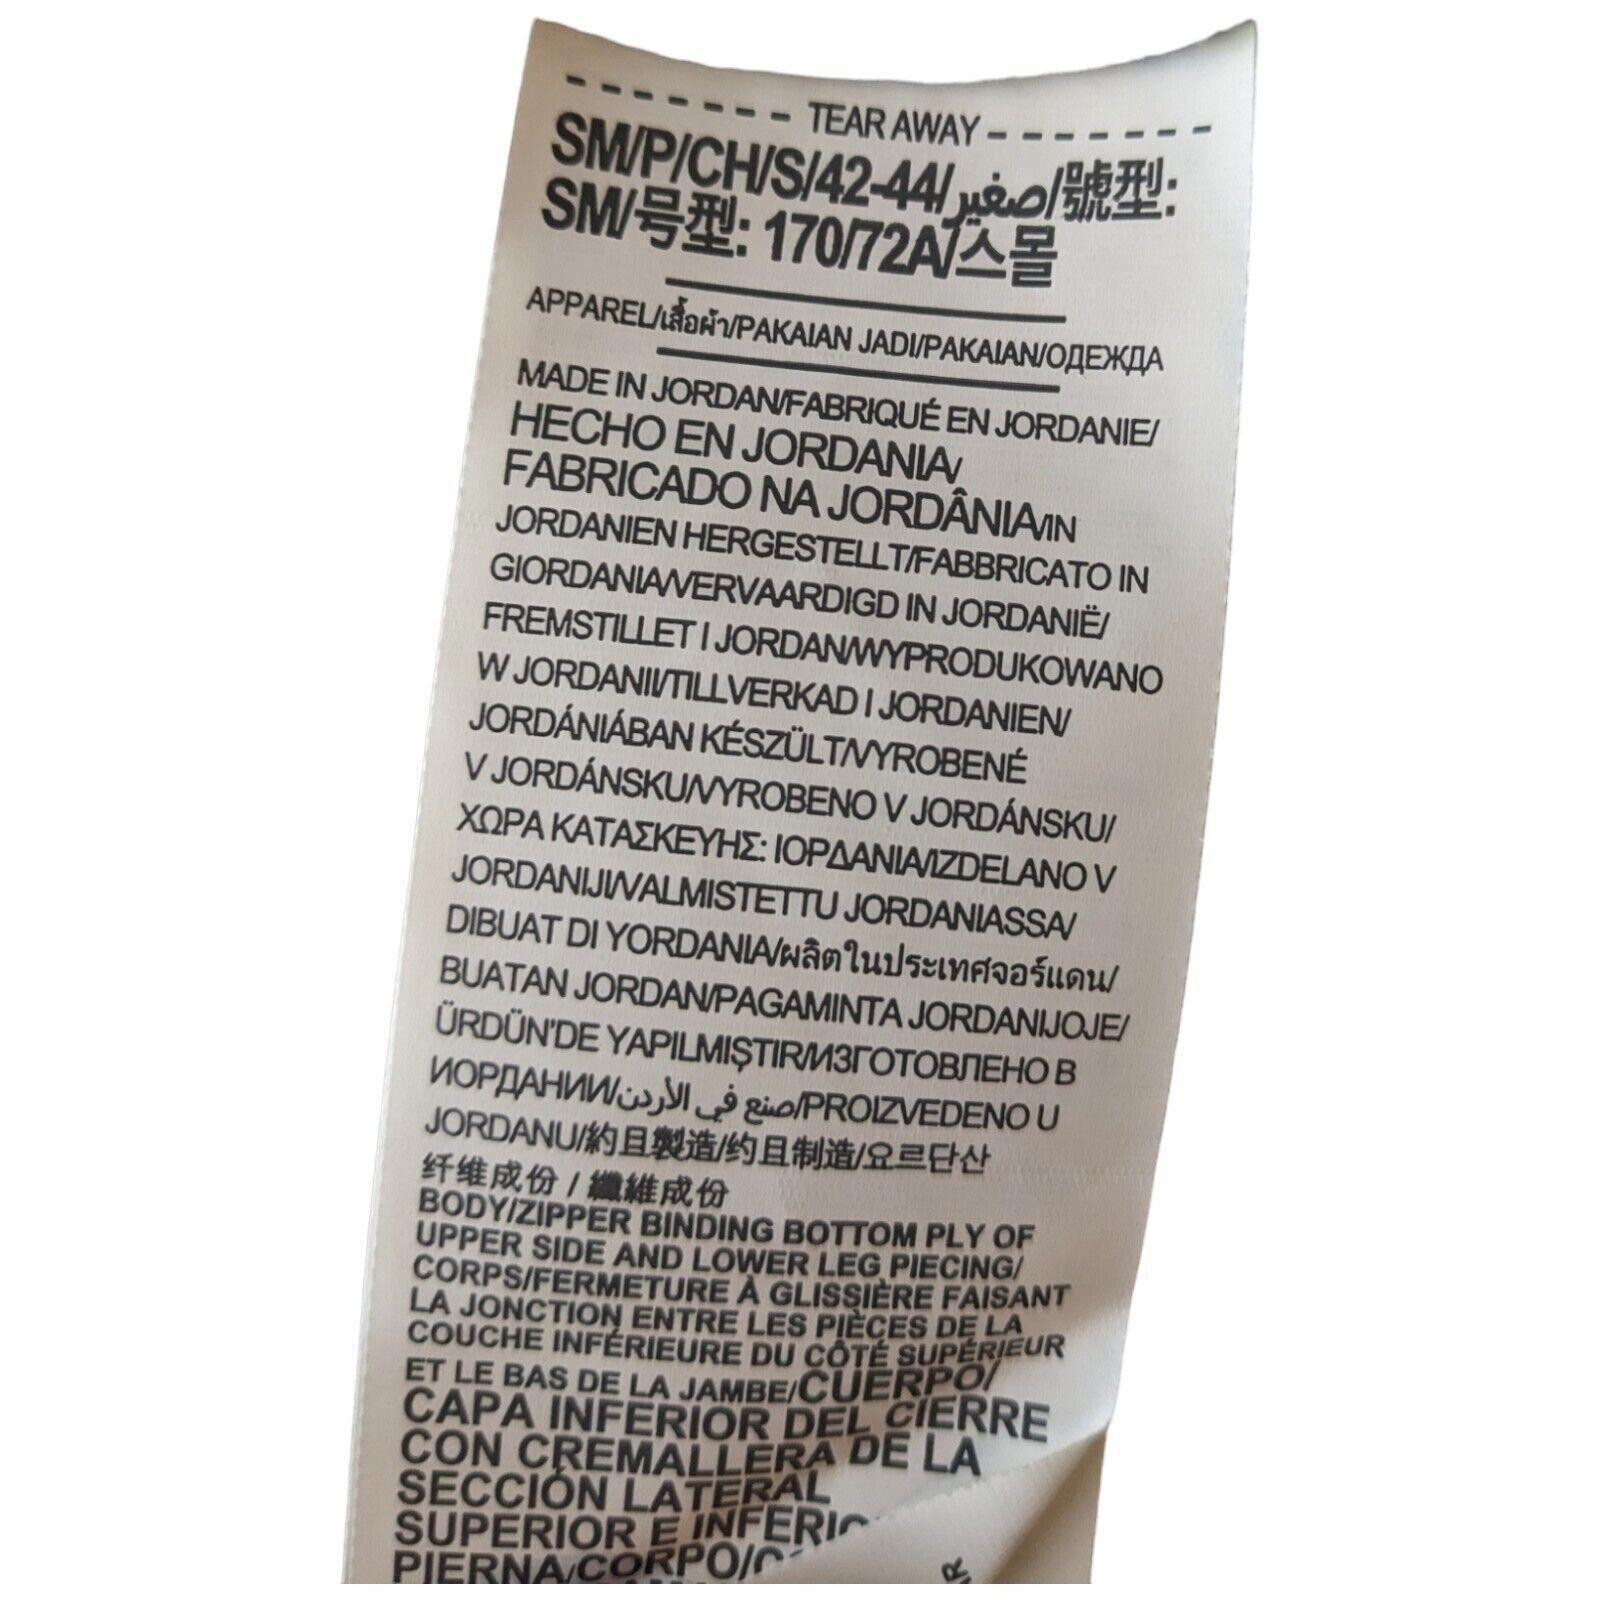 ------- TEAR AWAY -------
SM/P/CH/S/42-44/صغير/號型:
SM/号型: 170/72A/스몰
APPAREL/เสื้อผ้า/PAKAIAN JADI/PAKAIAN/ОДЕЖДА
MADE IN JORDAN/FABRIQUÉ EN JORDANIE/
HECHO EN JORDANIA/
FABRICADO NA JORDÂNIA/IN
JORDANIEN HERGESTELLT/FABBRICATO IN
GIORDANIA/VERVAARDIGD IN JORDANIË/
FREMSTILLET I JORDAN/WYPRODUKOWANO
W JORDANII/TILLVERKAD I JORDANIEN/
JORDÁNIÁBAN KÉSZÜLT/VYROBENÉ
V JORDÁNSKU/VYROBENO V JORDÁNSKU/
ΧΩΡΑ ΚΑΤΑΣΚΕΥΗΣ: ΙΟΡΔΑΝΙΑ/IZDELANO V
JORDANIJI/VALMISTETTU JORDANIASSA/
DIBUAT DI YORDANIA/ผลิตในประเทศจอร์แดน/
BUATAN JORDAN/PAGAMINTA JORDANIJOJE/
ÜRDÜN'DE YAPILMIŞTIR/ИЗГОТОВЛЕНО В
ИОРДАНИИ/صنع في الأردن/PROIZVEDENO U
JORDANU/約旦製造/约旦制造/요르단산
纤维成份 / 纖維成份
BODY/ZIPPER BINDING BOTTOM PLY OF
UPPER SIDE AND LOWER LEG PIECING/
CORPS/FERMETURE À GLISSIÈRE FAISANT
LA JONCTION ENTRE LES PIÈCES DE LA
COUCHE INFÉRIEURE DU CÔTÉ SUPÉRIEUR
ET LE BAS DE LA JAMBE/CUERPO/
CAPA INFERIOR DEL CIERRE
CON CREMALLERA DE LA
SECCIÓN LATERAL
SUPERIOR E
PIERNA/CORPO/